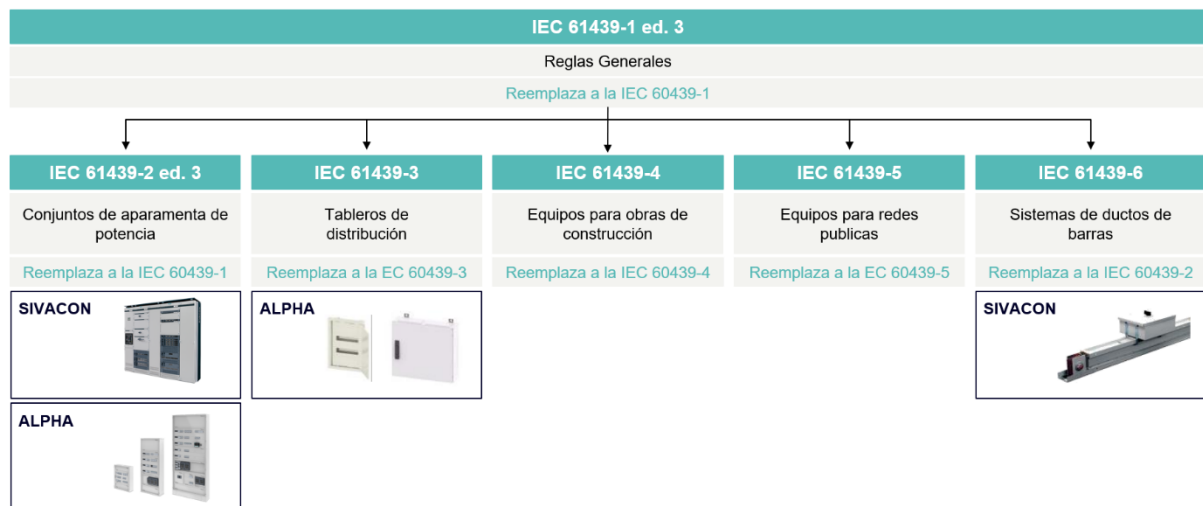 IEC 61439-1 ed. 3
Reglas Generales
Reemplaza a la IEC 60439-1
IEC 61439-2 ed. 3
Conjuntos de aparamenta de
potencia
Reemplaza a la IEC 60439-1
SIVACON
ALPHA
IEC 61439-3
Tableros de
distribución
Reemplaza a la EC 60439-3
ALPHA
IEC 61439-4
Equipos para obras de
construcción
Reemplaza a la IEC 60439-4
IEC 61439-5
Equipos para redes
publicas
Reemplaza a la EC 60439-5
IEC 61439-6
Sistemas de ductos de
barras
Reemplaza a la IEC 60439-2
SIVACON